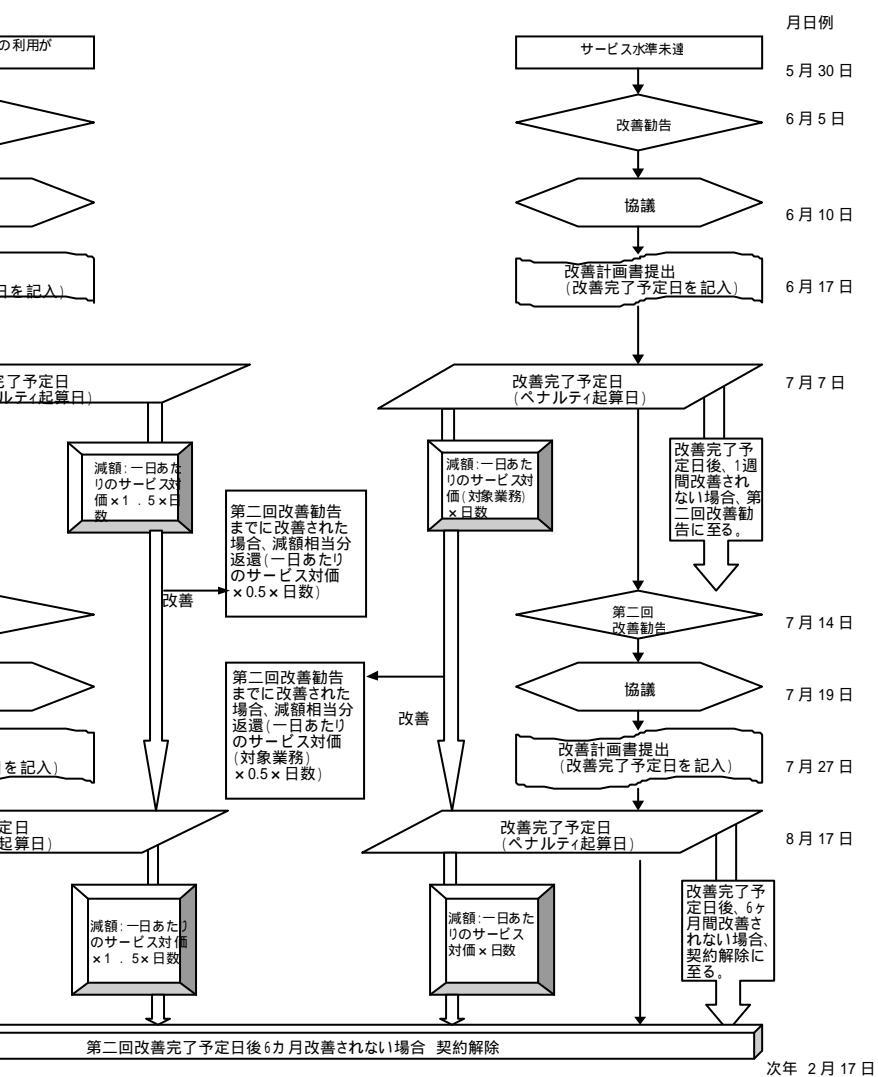 月日例
の利用が
サービス水準未達
5月30日
改善勧告
6月5日
協議
6月10日
日を記入)
改善計画書提出
(改善完了予定日を記入)
6月17日
完了予定日
ルティ起算日)
改善完了予定日
(ペナルティ起算日)
7月7日
減額:一日あた
りのサービス対
価×1.5×日
数
減額:一日あた
りのサービス対
価(対象業務)
×日数
改善完了予
定日後、1週
間改善され
ない場合、第
二回改善勧
告に至る。
第二回改善勧告
までに改善された
場合、減額相当分
返還(一日あたり
のサービス対価
×0.5×日数)
改善
第二回
改善勧告
7月14日
第二回改善勧告
までに改善された
場合、減額相当分
返還(一日あたり
のサービス対価
(対象業務)
×0.5×日数)
改善
協議
7月19日
を記入)
改善計画書提出
(改善完了予定日を記入)
7月27日
定日
起算日)
改善完了予定日
(ペナルティ起算日)
8月17日
減額:一日あたり
のサービス対価
×1.5×日数
減額:一日あた
りのサービス
対価×日数
改善完了予
定日後、6ヶ
月間改善さ
れない場合、
契約解除に
至る。
第二回改善完了予定日後6カ月改善されない場合 契約解除
次年 2月17日